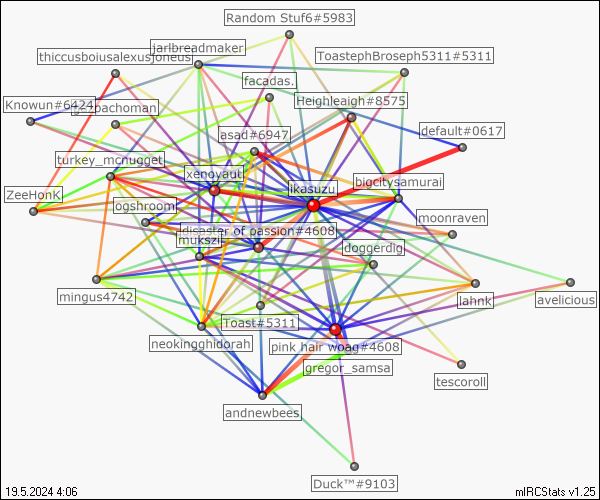 Random Stuf6#5983
jarlbreadmaker
thiccusboiusalexusjoneus
ToastephBroseph5311#5311
facadas.
Heighleigh#8575
Knowun#6424
default#0617
asad#6947
turkey_mcnugget
xenoyaut
ikasuzu
bigcitysamurai
ZeeHonK
ogshroom
moonraven
disaster of passion#4608
mukszi
doggerdig
mingus4742
lahnk
avelicious
Toast#5311
neokingghidorah
pink hair woag#4608
gregor_samsa
tescoroll
andnewbees
Duck™#9103
19.5.2024 4:06
mIRCStats v1.25